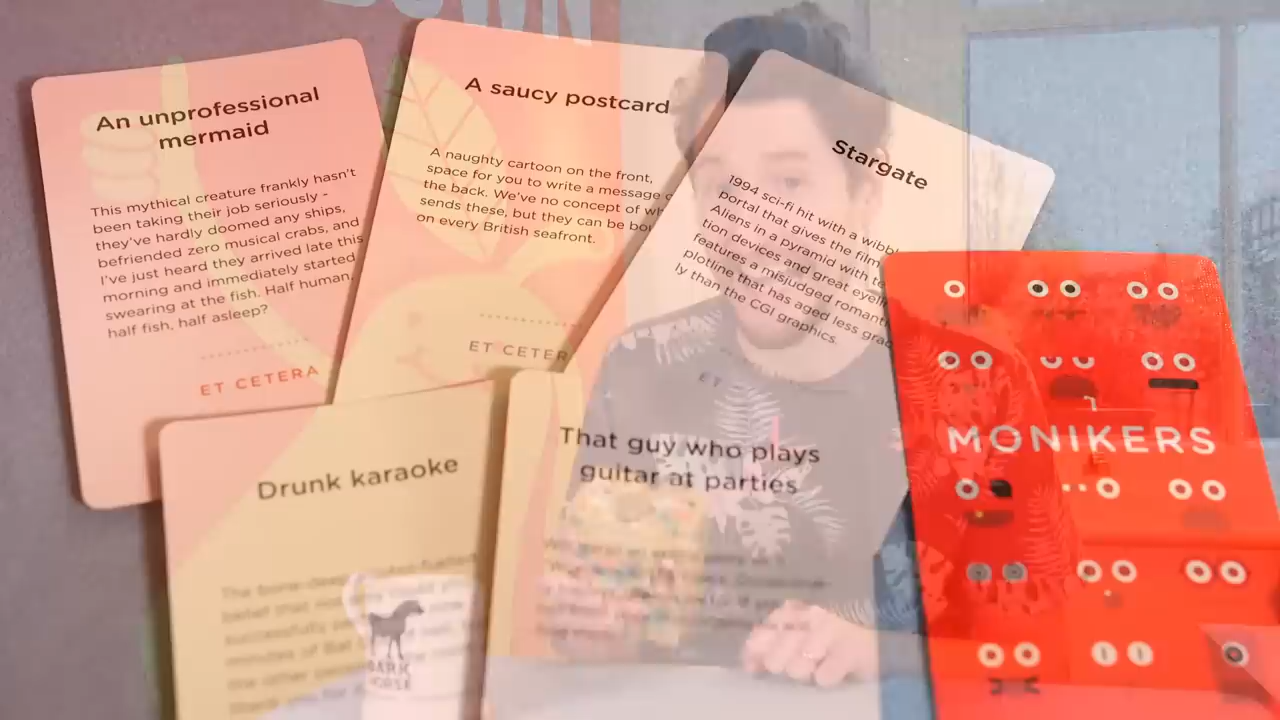 An unprofessional
mermaid
This mythical creature frankly hasn't
been taking their job seriously -
they've hardly doomed any ships,
befriended zero musical crabs, and
I've just heard they arrived late this
morning and immediately started
swearing at the fish. Half human,
half fish, half asleep?
ET CETERA
A saucy postcard
A naughty cartoon on the front,
space for you to write a message
the back. We've no concept of
sends these, but they can be
on every British seafront.
ET CETER
Stargate
1994 sci-fi hit with a
portal that gives the film
Aliens in a pyramid with
tion devices and great
features a misjudged
plotline that has aged less
ly than the CGI graphics.
ET
Drunk karaoke
That guy who plays
guitar at parties
MONIKERS
DARK
HORSE